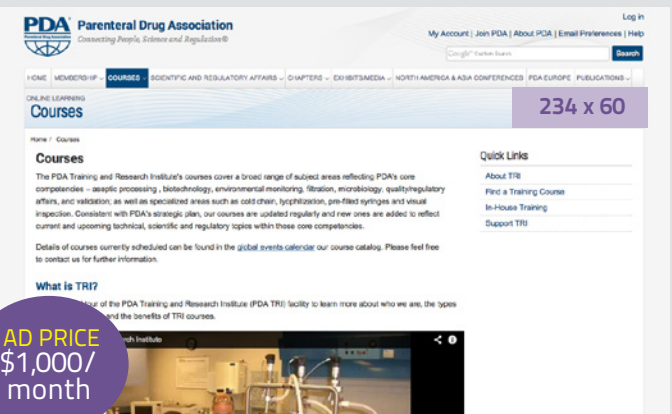 PDA Parenteral Drug Association
Connecting People, Science and Regulation®
Log in
My Account | Join PDA | About PDA | Email Preferences | Help
Google™ Custom Search
Search
HOME MEMBERSHIP COURSES SCIENTIFIC AND REGULATORY AFFAIRS CHAPTERS EXHIBITS/MEDIA NORTH AMERICA & ASIA CONFERENCES PDA EUROPE PUBLICATIONS
ONLINE LEARNING
Courses
234 x 60
Home / Courses
Courses
The PDA Training and Research Institute's courses cover a broad range of subject areas reflecting PDA's core
competencies – aseptic processing , biotechnology, environmental monitoring, filtration, microbiology, quality/regulatory
affairs, and validation; as well as specialized areas such as cold chain, lyophilization, pre-filled syringes and visual
inspection. Consistent with PDA's strategic plan, our courses are updated regularly and new ones are added to reflect
current and upcoming technical, scientific and regulatory topics within those core competencies.
Details of courses currently scheduled can be found in the global events calendar our course catalog. Please feel free
to contact us for further information.
What is TRI?
our of the PDA Training and Research Institute (PDA TRI) facility to learn more about who we are, the types
and the benefits of TRI courses.
rch Institute
Quick Links
About TRI
Find a Training Course
In-House Training
Support TRI
AD PRICE
$1,000/
month